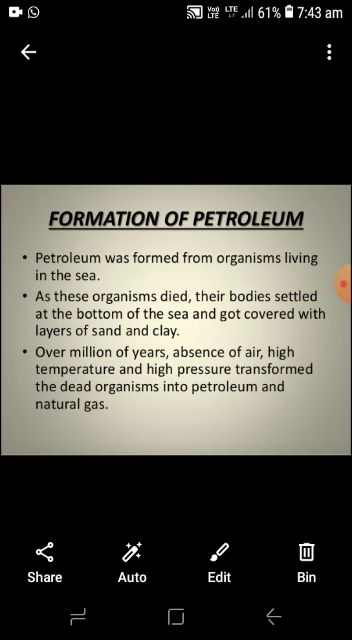 LTE 61% 7:43 am
FORMATION OF PETROLEUM
• Petroleum was formed from organisms living
in the sea.
• As these organisms died, their bodies settled
at the bottom of the sea and got covered with
layers of sand and clay.
• Over million of years, absence of air, high
temperature and high pressure transformed
the dead organisms into petroleum and
natural gas.
Share Auto Edit Bin